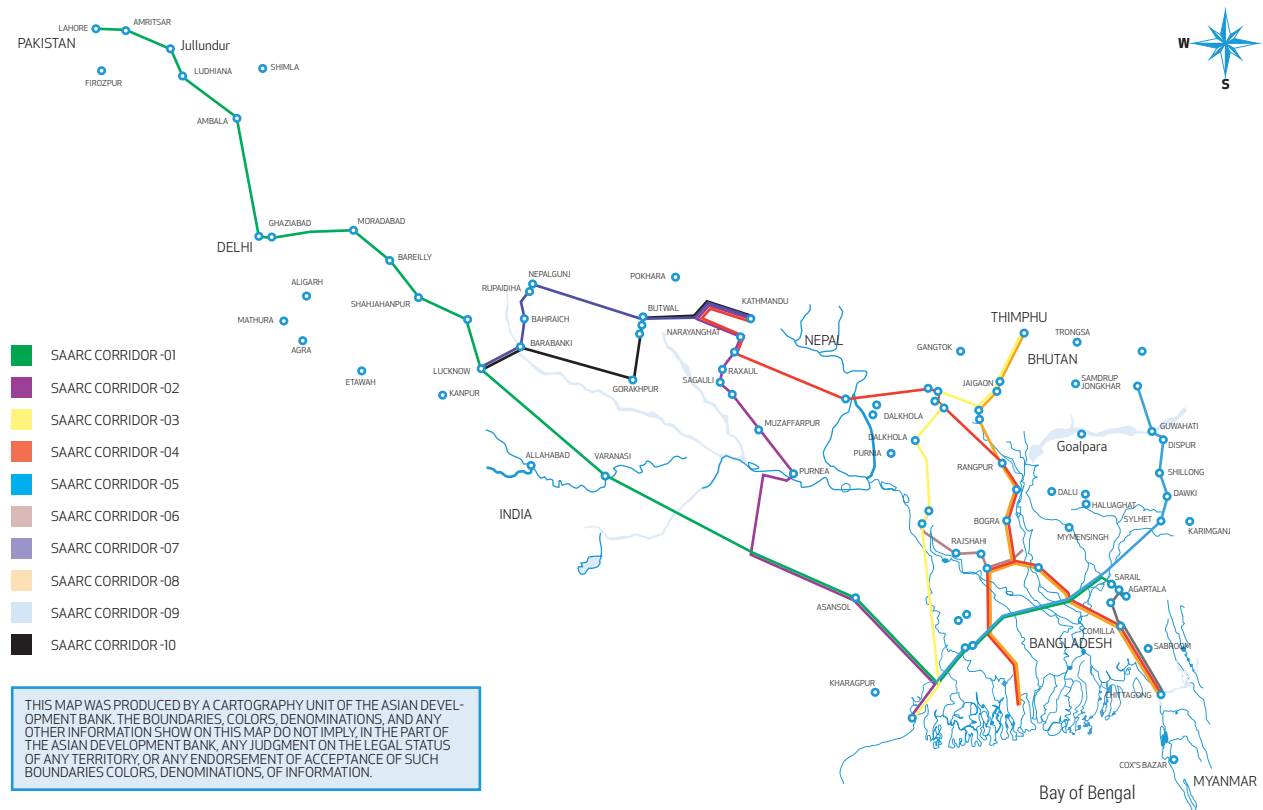 LAHORE
AMRITSAR
PAKISTAN
Jullundur
FIROZPUR
LUDHIANA
SHIMLA
AMBALA
W
S
GHAZIABAD
MORADABAD
DELHI
BAREILLY
ALIGARH
SHAHJAHANPUR
MATHURA
AGRA
ETAWAH
LUCKNOW
KANPUR
NEPALGUNJ
RUPAIDIHA
BAHRAICH
BARABANKI
POKHARA
BUTWAL
KATHMANDU
NARAYANGHAT
NEPAL
GORAKHPUR
RAXAUL
SAGAULI
MUZAFFARPUR
ALLAHABAD
VARANASI
PURNEA
INDIA
THIMPHU
TRONGSA
GANGTOK
BHUTAN
JAIGAON
SAMDRUP
JONGKHAR
DALKHOLA
DALKHOLA
PURNIA
GUWAHATI
DISPUR
Goalpara
RANGPUR
SHILLONG
DALU
HALUAGHAT
DAWKI
BOGRA
MYMENSINGH
SYLHET
KARIMGANJ
RAJSHAHI
SARAIL
AGARTALA
ASANSOL
COMILLA
BANGLADESH
SABROOM
KHARAGPUR
CHITTAGONG
COX'S BAZAR
MYANMAR
Bay of Bengal
SAARC CORRIDOR -01
SAARC CORRIDOR -02
SAARC CORRIDOR -03
SAARC CORRIDOR -04
SAARC CORRIDOR -05
SAARC CORRIDOR -06
SAARC CORRIDOR -07
SAARC CORRIDOR -08
SAARC CORRIDOR -09
SAARC CORRIDOR -10
THIS MAP WAS PRODUCED BY A CARTOGRAPHY UNIT OF THE ASIAN DEVEL-
OPMENT BANK. THE BOUNDARIES, COLORS, DENOMINATIONS, AND ANY
OTHER INFORMATION SHOW ON THIS MAP DO NOT IMPLY, IN THE PART OF
THE ASIAN DEVELOPMENT BANK, ANY JUDGMENT ON THE LEGAL STATUS
OF ANY TERRITORY, OR ANY ENDORSEMENT OF ACCEPTANCE OF SUCH
BOUNDARIES COLORS, DENOMINATIONS, OF INFORMATION.